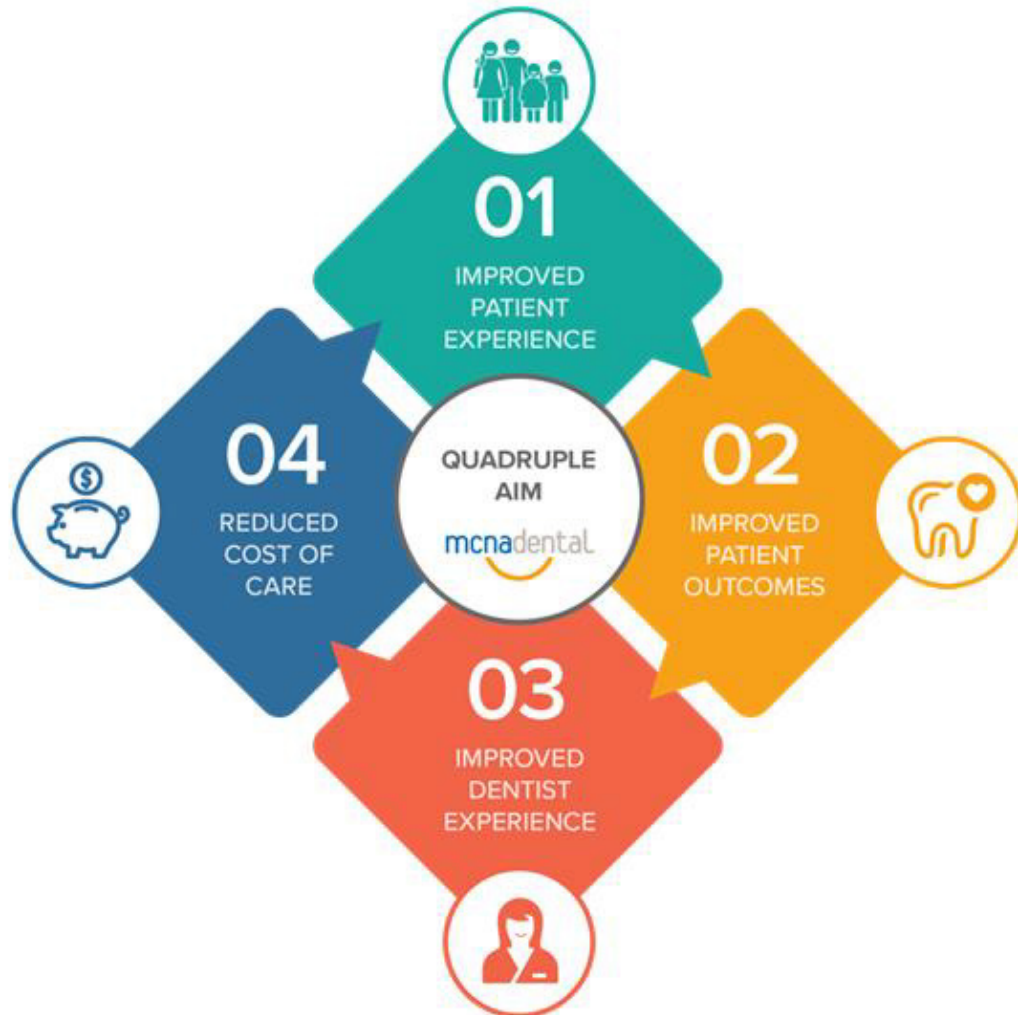 01
IMPROVED
PATIENT
EXPERIENCE
02
IMPROVED
PATIENT
OUTCOMES
03
IMPROVED
DENTIST
EXPERIENCE
04
REDUCED
COST OF
CARE
$
QUADRUPLE
AIM
mcnadental